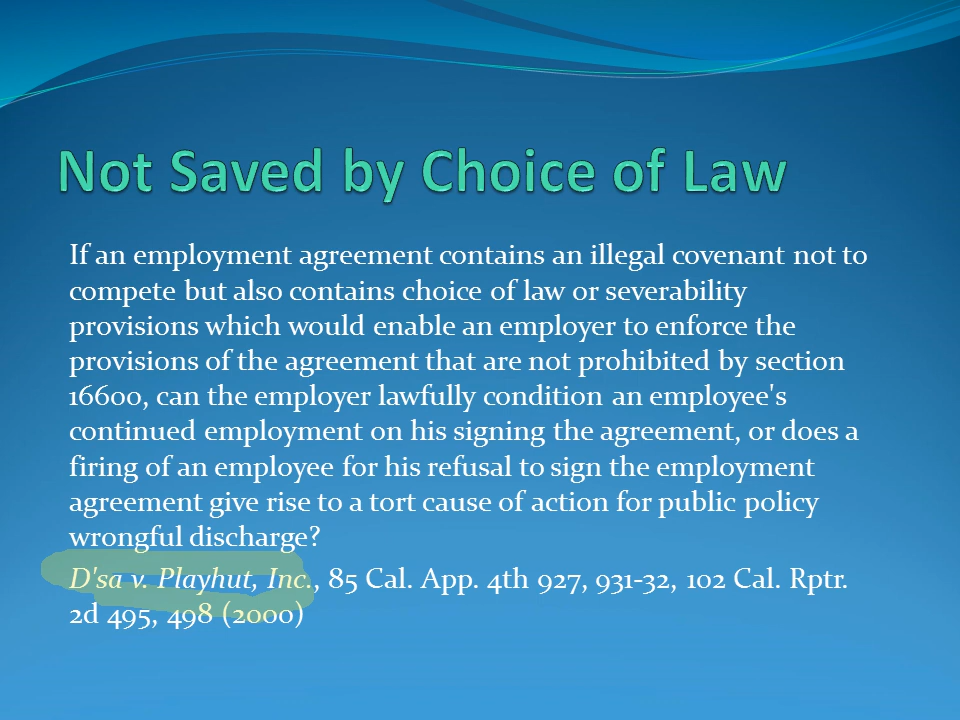 Not Saved by Choice of Law
If an employment agreement contains an illegal covenant not to
compete but also contains choice of law or severability
provisions which would enable an employer to enforce the
provisions of the agreement that are not prohibited by section
16600, can the employer lawfully condition an employee's
continued employment on his signing the agreement, or does a
firing of an employee for his refusal to sign the employment
agreement give rise to a tort cause of action for public policy
wrongful discharge?
D'sa v. Playhut, Inc., 85 Cal. App. 4th 927, 931-32, 102 Cal. Rptr.
2d 495, 498 (2000)